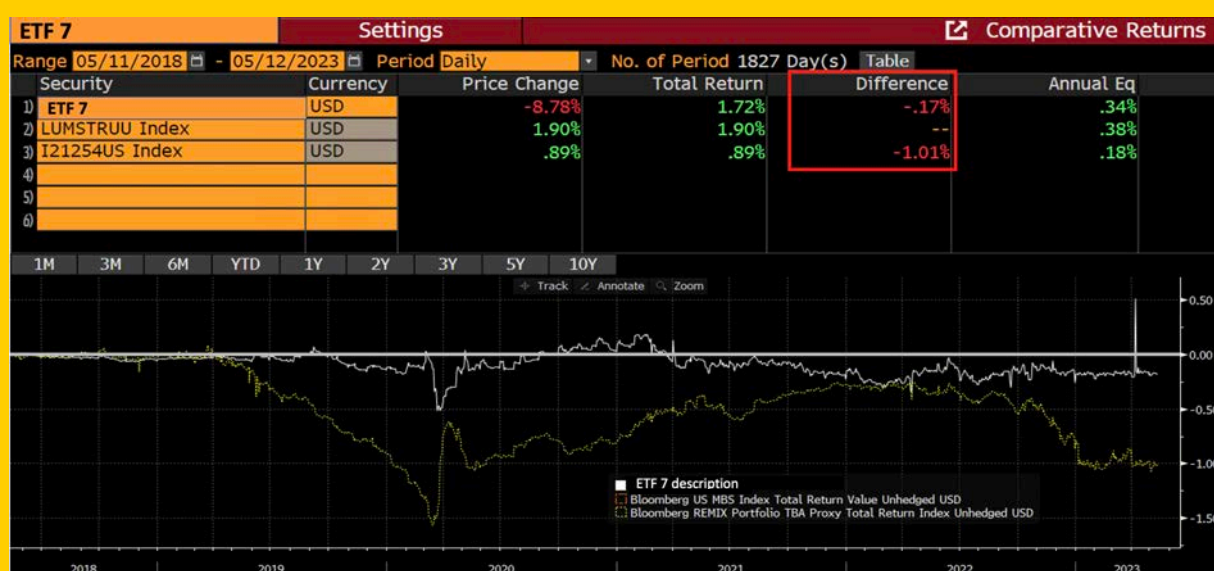 ETF 7 Settings Comparative Returns
Range 05/11/2018 - 05/12/2023 Period Daily No. of Period 1827 Day(s) Table
Security Currency Price Change Total Return Difference Annual Eq
1) ETF 7 USD -8.78% 1.72% -.17% .34%
2) LUMSTRUU Index USD 1.90% 1.90% -- .38%
3) I21254US Index USD .89% .89% -1.01% .18%
4)
5)
6)
1M 3M 6M YTD 1Y 2Y 3Y 5Y 10Y
Track Annotate Zoom
0.50
0.00
-0.50
-1.00
-1.50
ETF 7 description
Bloomberg US MBS Index Total Return Value Unhedged USD
Bloomberg REMIX Portfolio TBA Proxy Total Return Index Unhedged USD
2018 2019 2020 2021 2022 2023